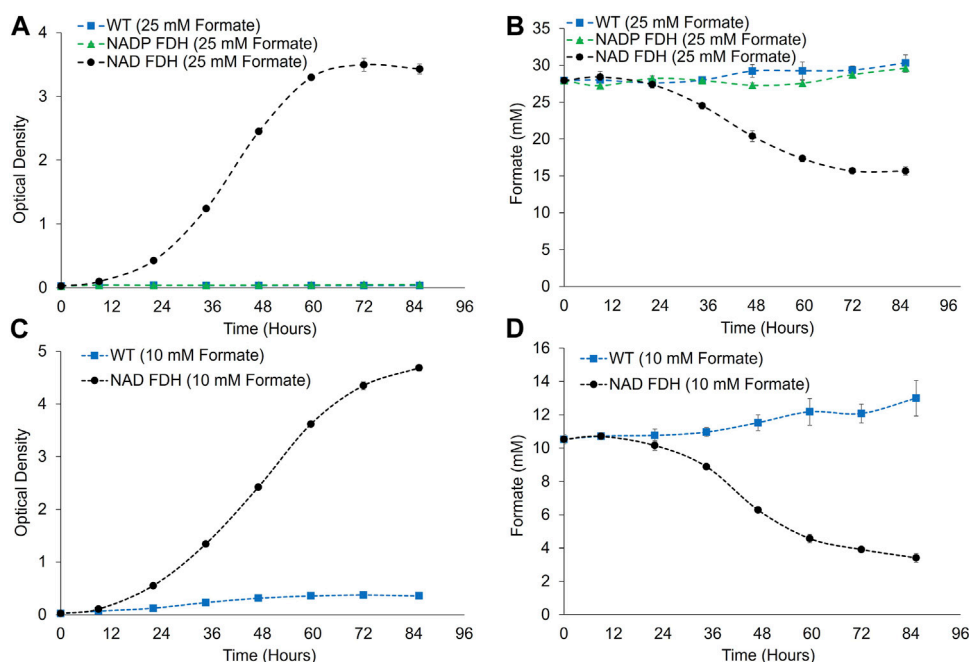 A
WT (25 mM Formate)
NADP FDH (25 mM Formate)
NAD FDH (25 mM Formate)
4
3
2
1
0
Optical Density
0 12 24 36 48 60 72 84 96
Time (Hours)
B
WT (25 mM Formate)
NADP FDH (25 mM Formate)
NAD FDH (25 mM Formate)
35
30
25
20
15
10
5
0
Formate (mM)
0 12 24 36 48 60 72 84 96
Time (Hours)
C
WT (10 mM Formate)
NAD FDH (10 mM Formate)
5
4
3
2
1
0
Optical Density
0 12 24 36 48 60 72 84 96
Time (Hours)
D
WT (10 mM Formate)
NAD FDH (10 mM Formate)
16
14
12
10
8
6
4
2
0
Formate (mM)
0 12 24 36 48 60 72 84 96
Time (Hours)